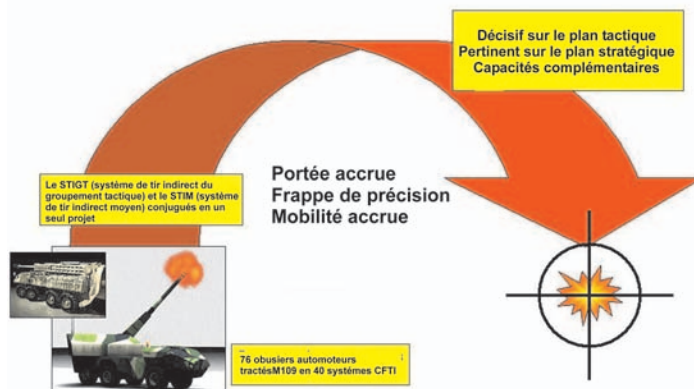 Décisif sur le plan tactique
Pertinent sur le plan stratégique
Capacités complémentaires
Portée accrue
Frappe de précision
Mobilité accrue
Le STIGT (système de tir indirect du
groupement tactique) et le STIM (système
de tir indirect moyen) conjugués en un
seul projet
76 obusiers automoteurs
tractésM109 en 40 systémes CFTI